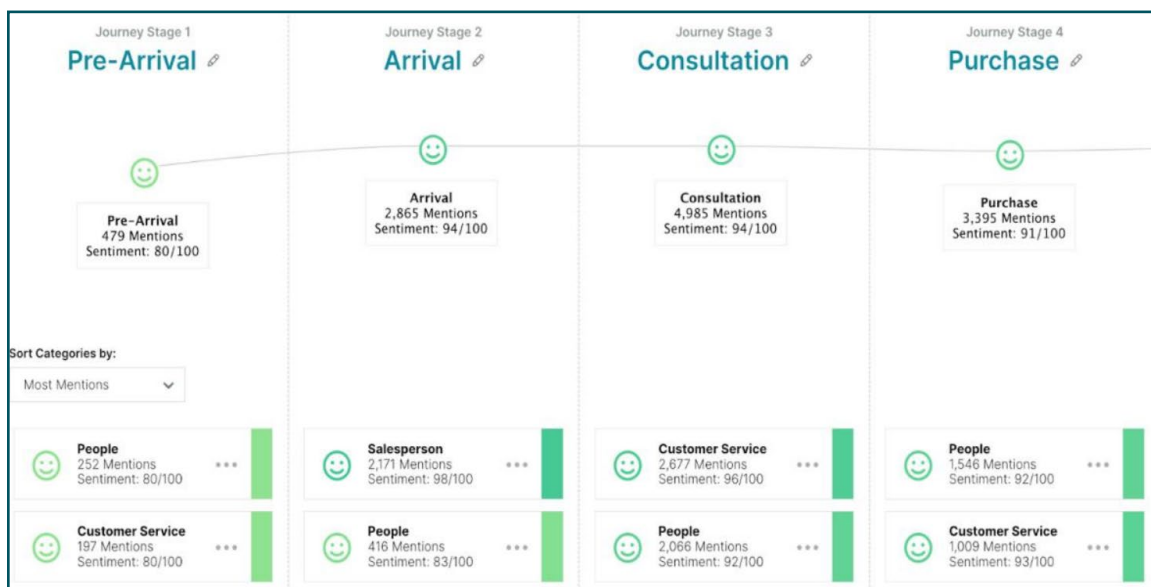 Journey Stage 1
Pre-Arrival
Journey Stage 2
Arrival
Journey Stage 3
Consultation
Journey Stage 4
Purchase
Pre-Arrival
479 Mentions
Sentiment: 80/100
Arrival
2,865 Mentions
Sentiment: 94/100
Consultation
4,985 Mentions
Sentiment: 94/100
Purchase
3,395 Mentions
Sentiment: 91/100
Sort Categories by:
Most Mentions
People
252 Mentions
Sentiment: 80/100
Salesperson
2,171 Mentions
Sentiment: 98/100
Customer Service
2,677 Mentions
Sentiment: 96/100
People
1,546 Mentions
Sentiment: 92/100
Customer Service
197 Mentions
Sentiment: 80/100
People
416 Mentions
Sentiment: 83/100
People
2,066 Mentions
Sentiment: 92/100
Customer Service
1,009 Mentions
Sentiment: 93/100